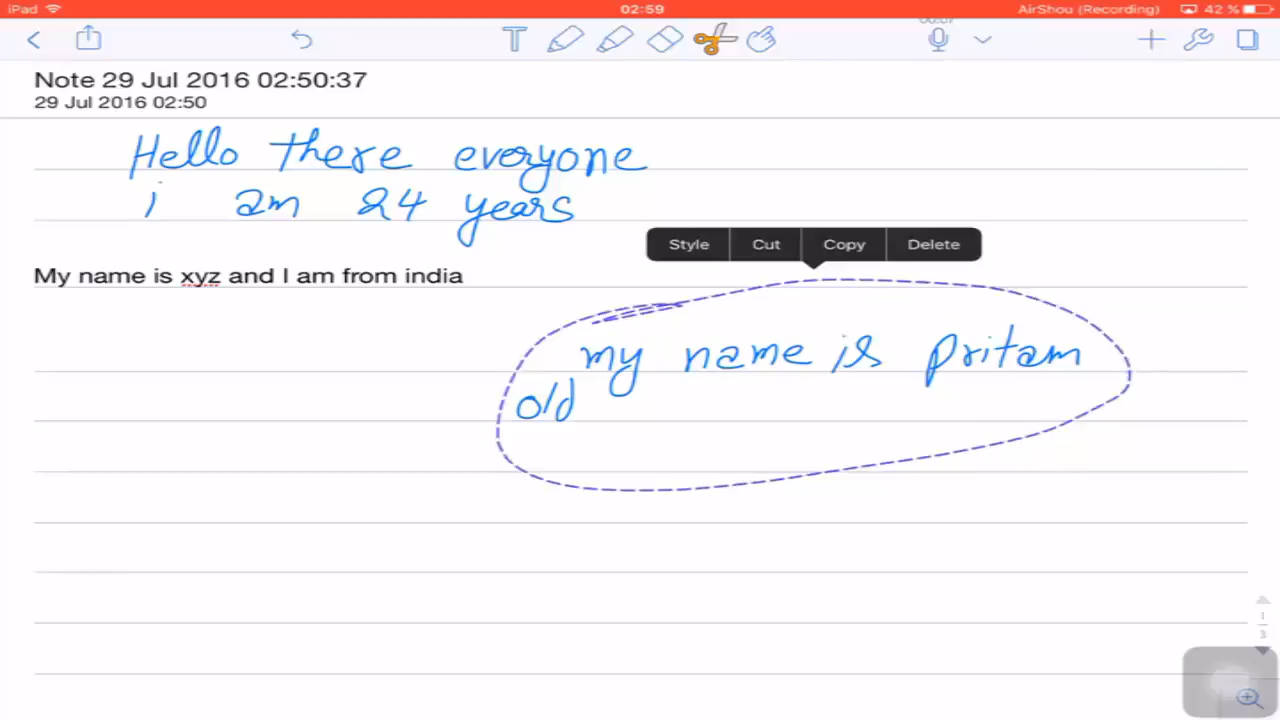 iPad 02:59 AirShou (Recording) 42 %
T
Note 29 Jul 2016 02:50:37
29 Jul 2016 02:50
Hello there everyone
i am 24 years
Style Cut Copy Delete
My name is xyz and I am from india
my name is pritam
old
1
3